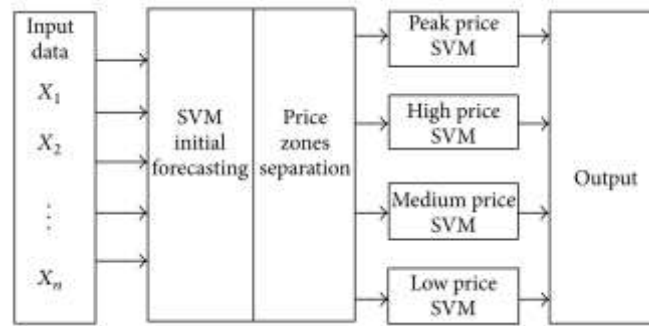 Input
data
X1
X2
⋮
Xn
SVM
initial
forecasting
Price
zones
separation
Peak price
SVM
High price
SVM
Medium price
SVM
Low price
SVM
Output